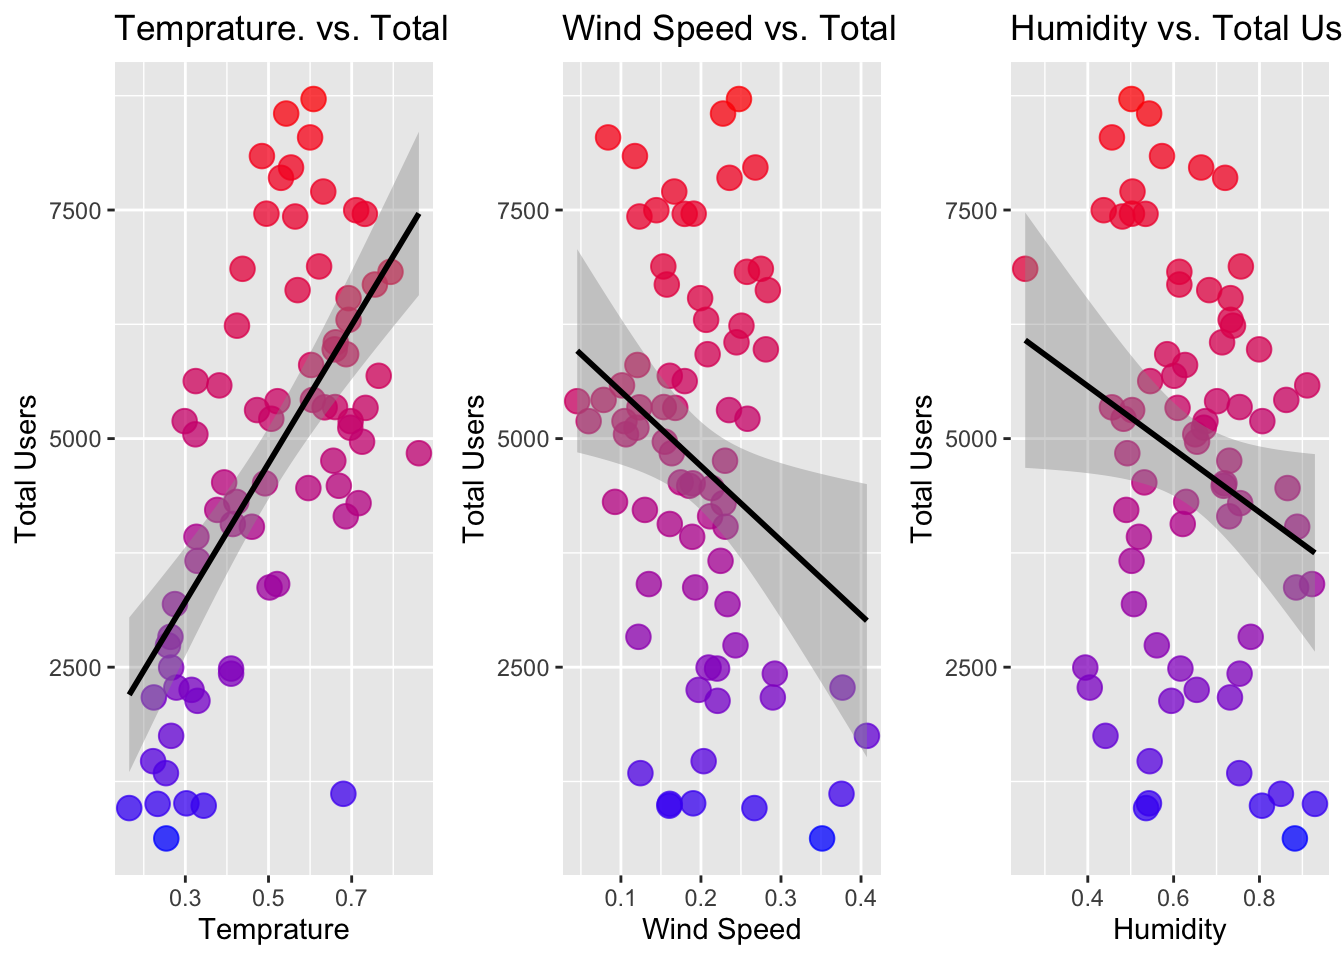 Temprature. vs. Total
Total Users
7500
5000
2500
0.3 0.5 0.7
Temprature
Wind Speed vs. Total
Total Users
7500
5000
2500
0.1 0.2 0.3 0.4
Wind Speed
Humidity vs. Total Us
Total Users
7500
5000
2500
0.4 0.6 0.8
Humidity